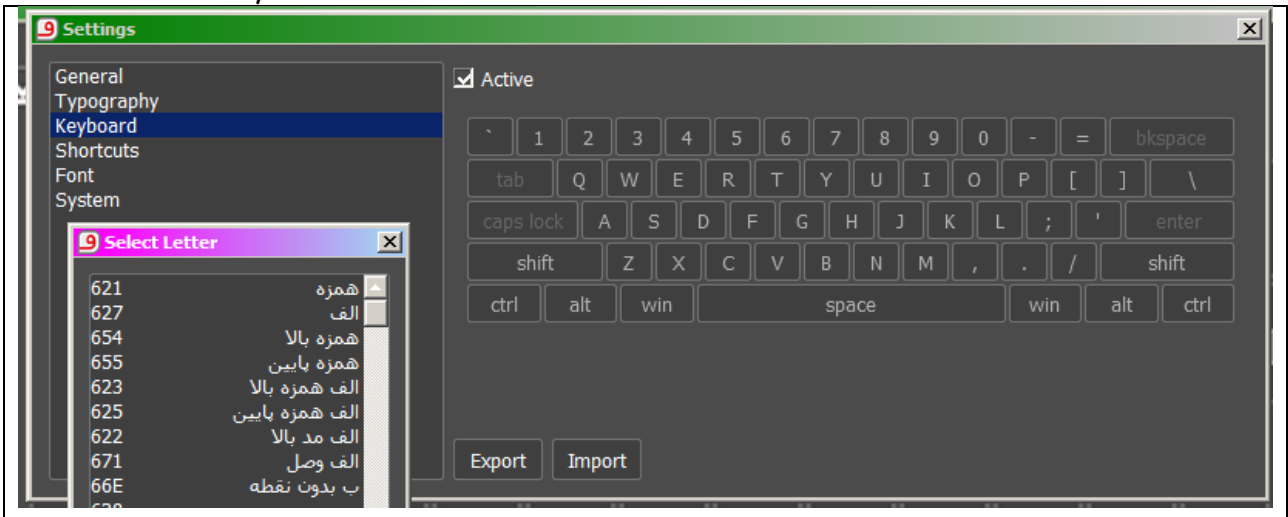 Settings
General
Typography
Keyboard
Shortcuts
Font
System
Active
` 1 2 3 4 5 6 7 8 9 0 - = bkspace
tab Q W E R T Y U I O P [ ] \
caps lock A S D F G H J K L ; ' enter
shift Z X C V B N M , . / shift
ctrl alt win space win alt ctrl
Export Import
Select Letter
621 همزه
627 الف
654 همزه بالا
655 همزه پایین
623 الف همزه بالا
625 الف همزه پایین
622 الف مد بالا
671 الف وصل
66E ب بدون نقطه